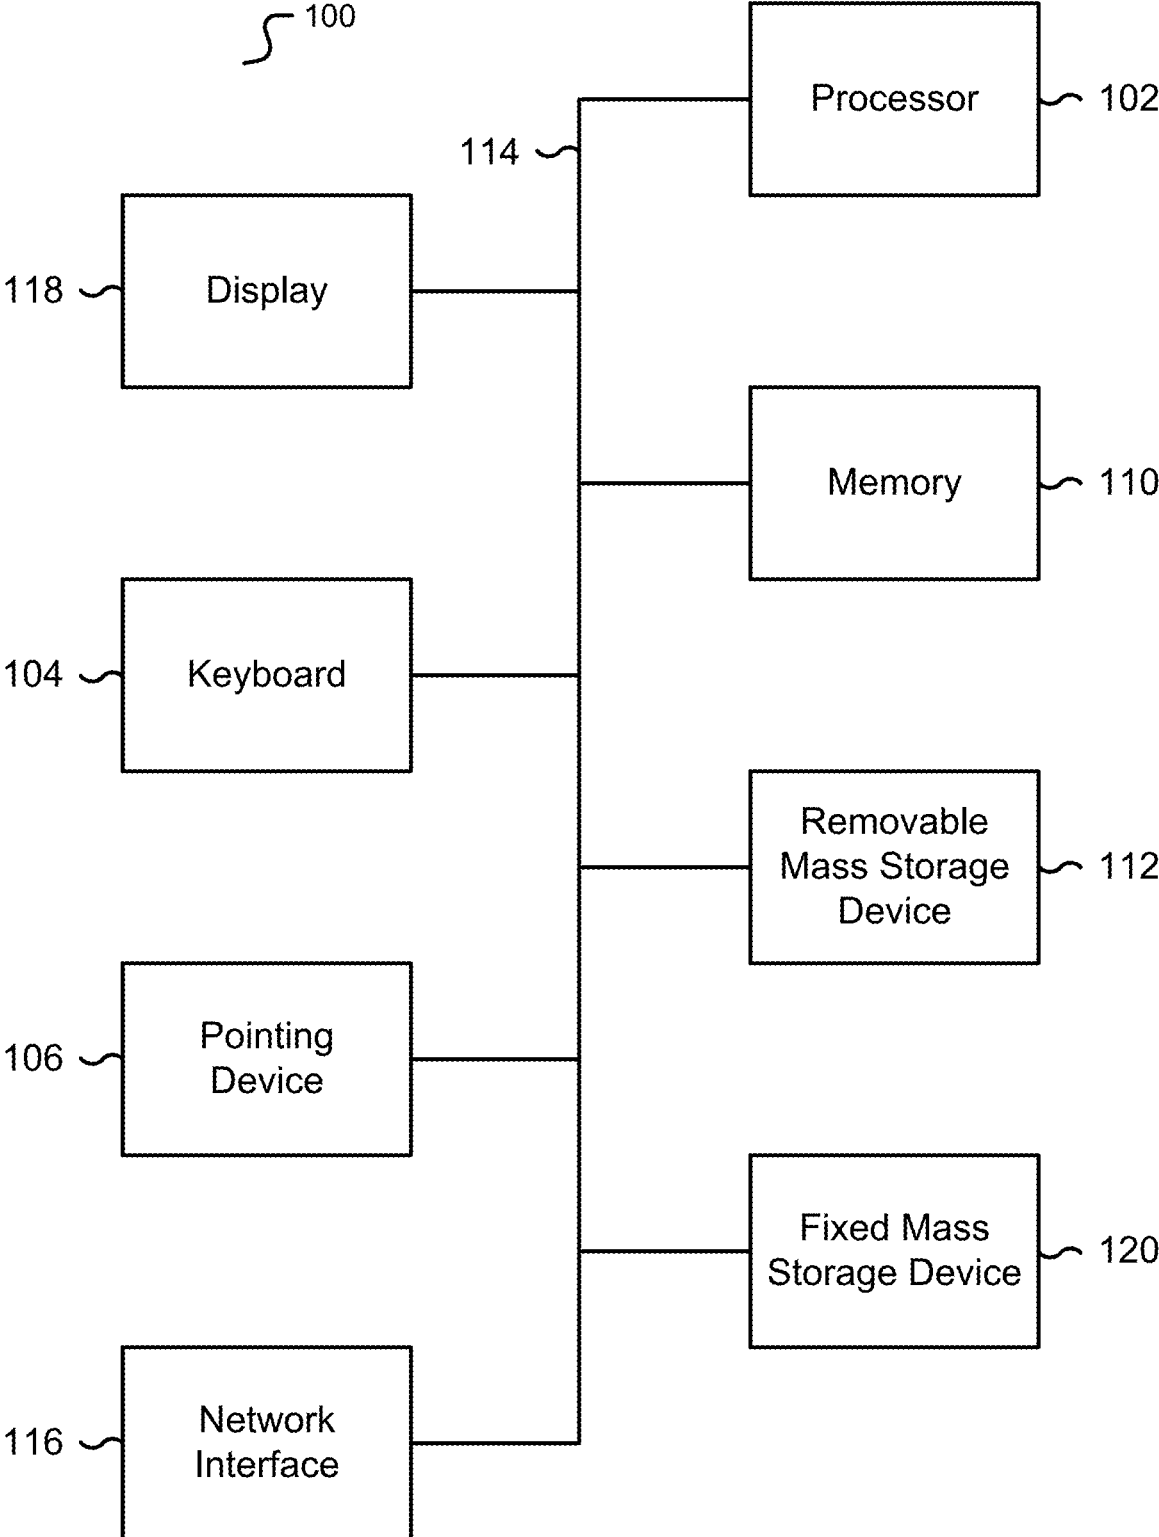 100
Processor
102
114
118
Display
Memory
110
104
Keyboard
Removable
Mass Storage
Device
112
106
Pointing
Device
Fixed Mass
Storage Device
120
116
Network
Interface